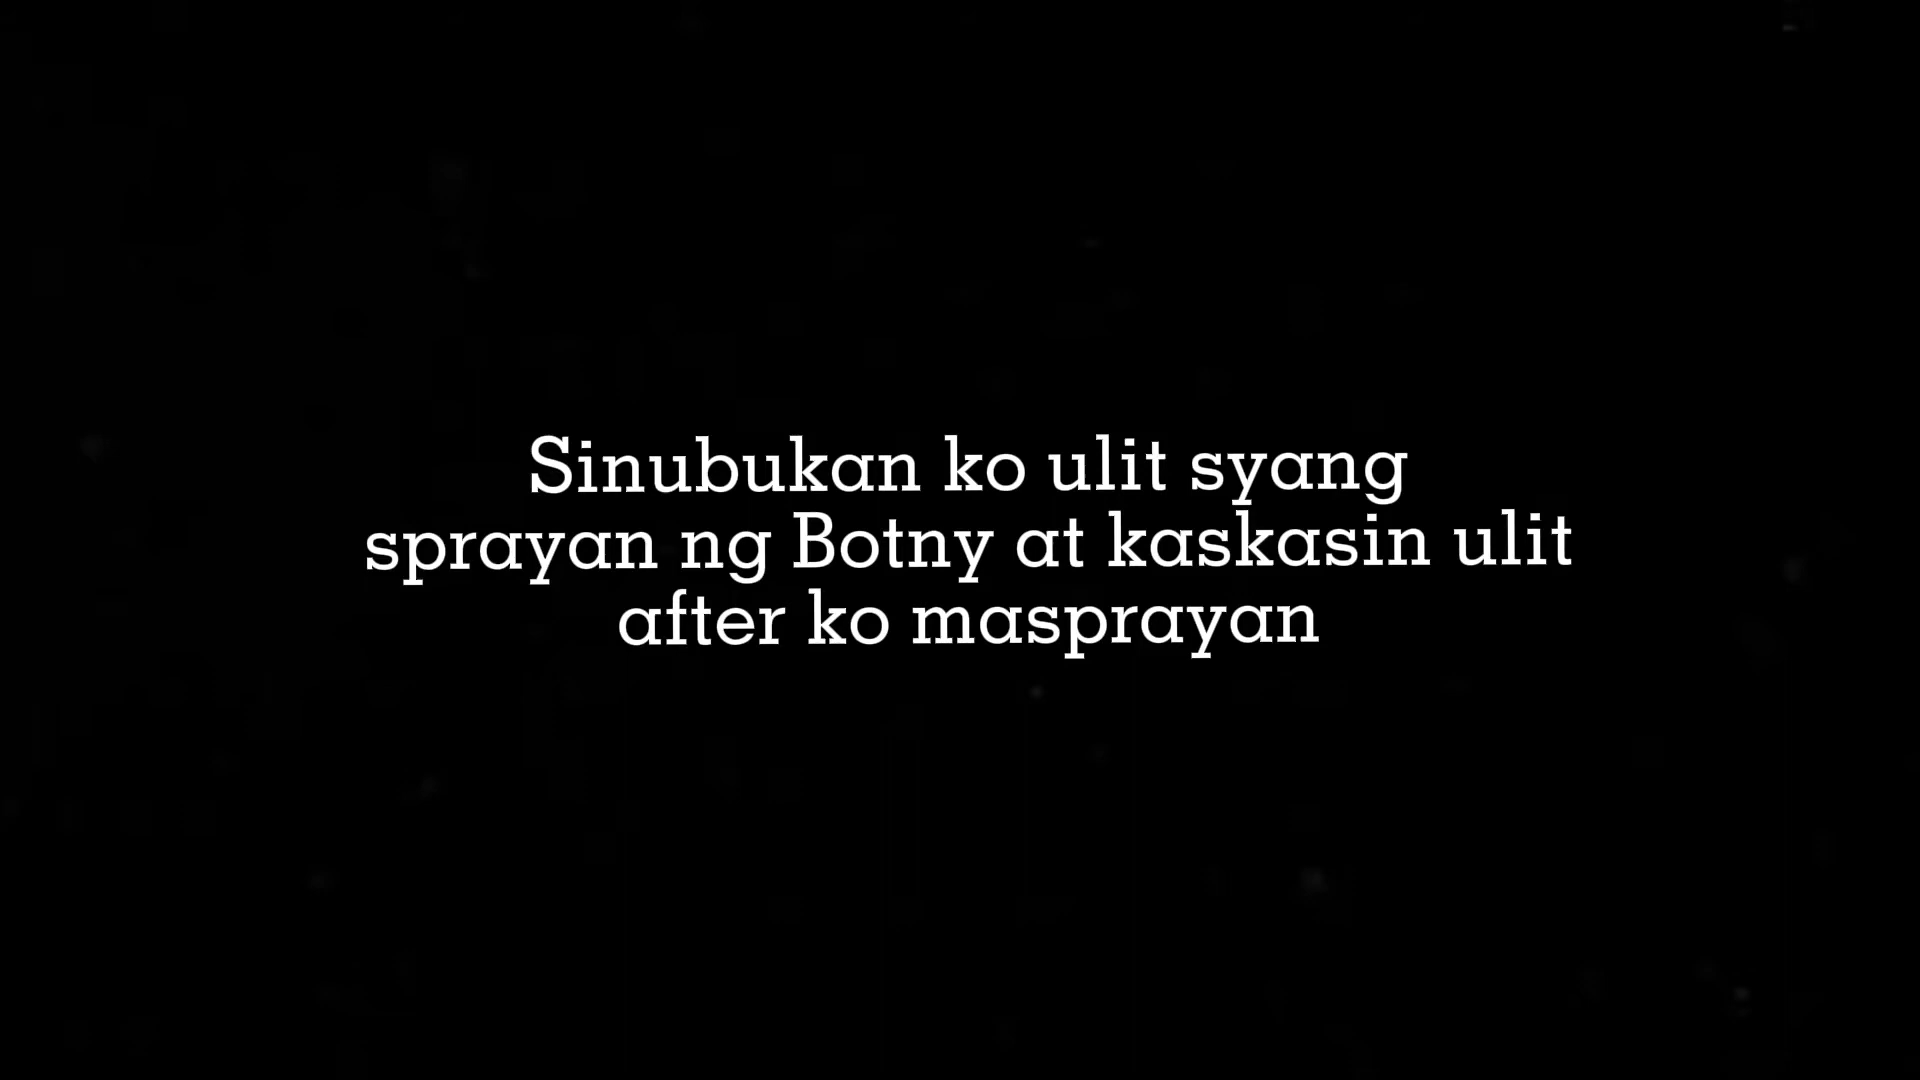 Sinubukan ko ulit syang
sprayan ng Botny at kaskasin ulit
after ko masprayan